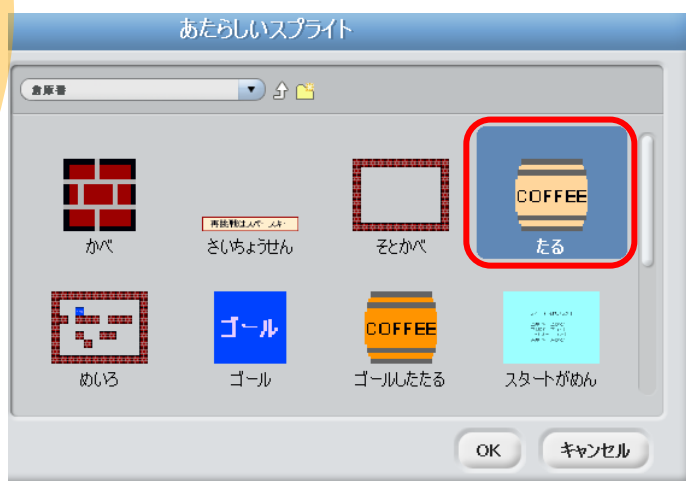 あたらしいスプライト
倉庫番
COFFEE
かべ
さいちょうせん
そとかべ
たる
ゴール
COFFEE
めいろ
ゴール
ゴールしたたる
スタートがめん
OK
キャンセル